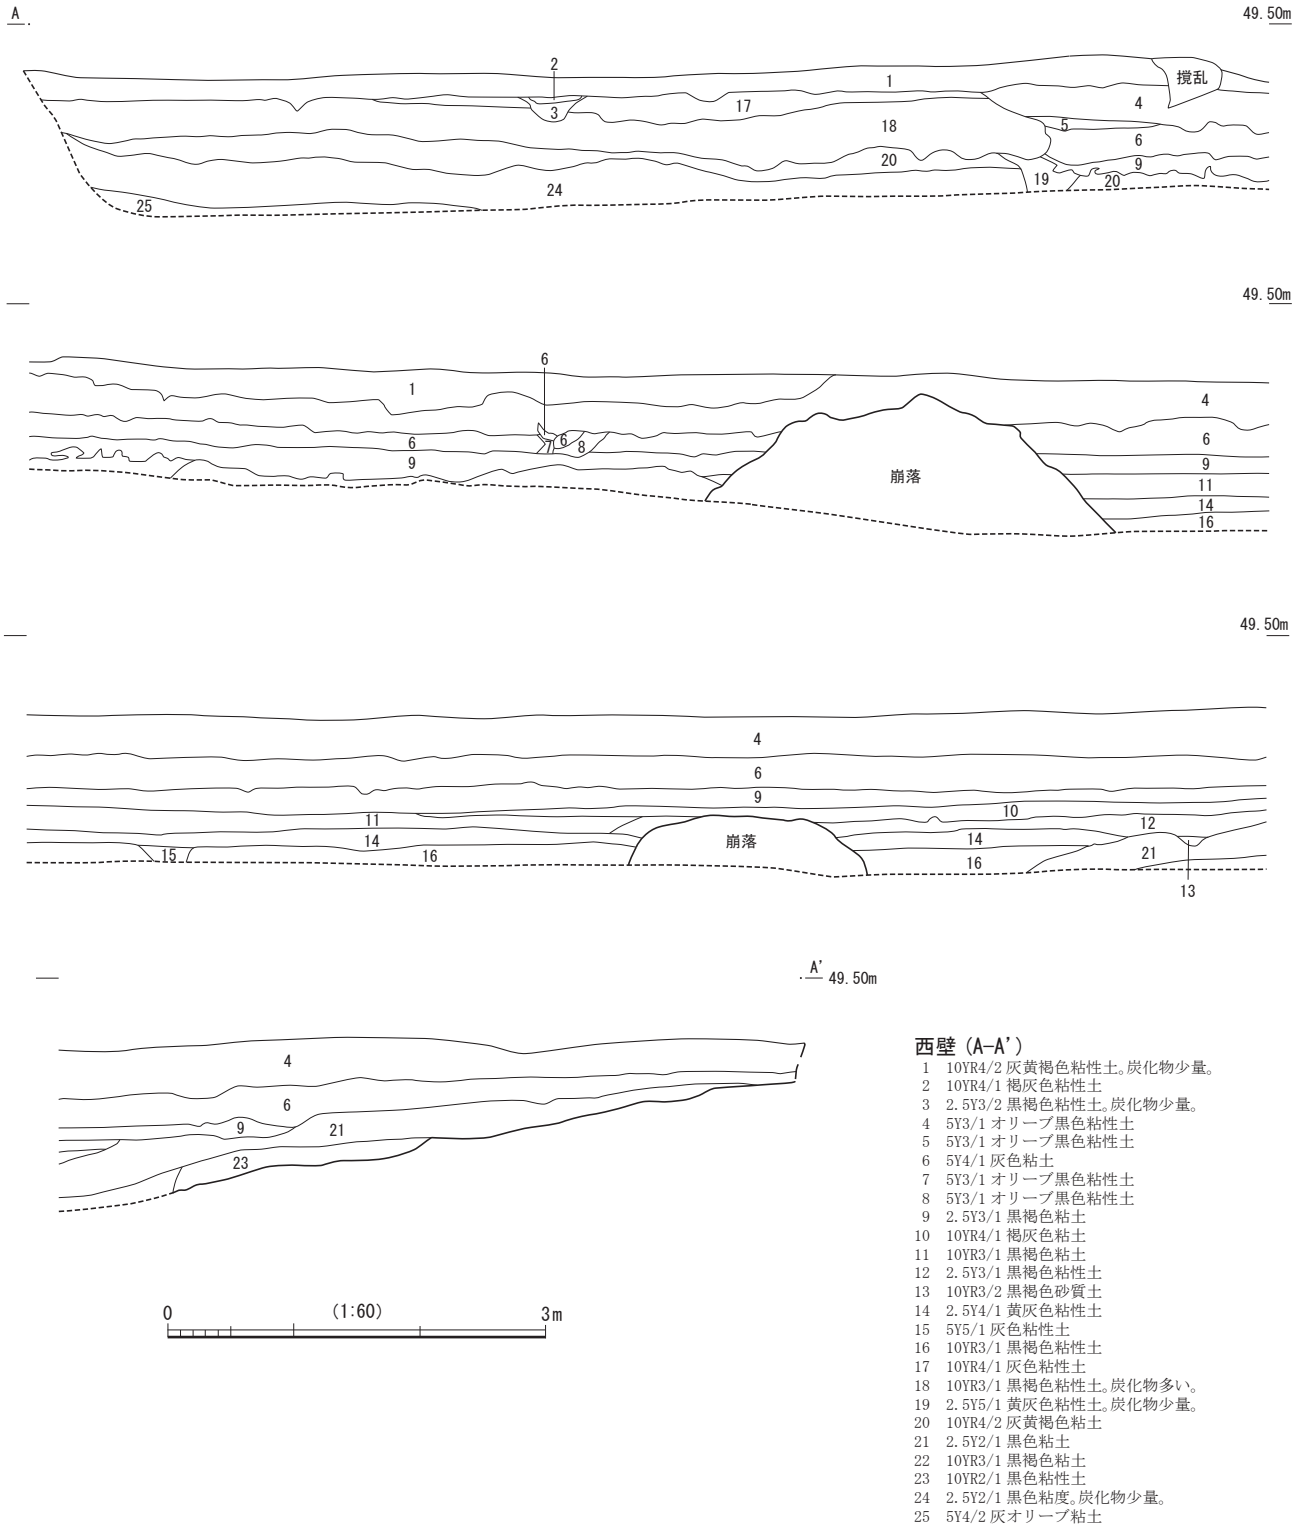 A
49.50m
2
1
撹乱
3
17
4
5
18
6
20
9
24
19
20
25
49.50m
6
1
4
6
6
7
8
6
9
9
崩落
11
14
16
49.50m
4
6
9
10
11
12
14
崩落
14
15
16
16
21
13
A'
49.50m
4
6
9
21
23
0
(1:60)
3m
西壁 (A-A')
1 10YR4/2 灰黄褐色粘性土。炭化物少量。
2 10YR4/1 褐灰色粘性土
3 2.5Y3/2 黒褐色粘性土。炭化物少量。
4 5Y3/1 オリーブ黒色粘性土
5 5Y3/1 オリーブ黒色粘性土
6 5Y4/1 灰色粘土
7 5Y3/1 オリーブ黒色粘性土
8 5Y3/1 オリーブ黒色粘性土
9 2.5Y3/1 黒褐色粘土
10 10YR4/1 褐灰色粘土
11 10YR3/1 黒褐色粘土
12 2.5Y3/1 黒褐色粘性土
13 10YR3/2 黒褐色砂質土
14 2.5Y4/1 黄灰色粘性土
15 5Y5/1 灰色粘性土
16 10YR3/1 黒褐色粘性土
17 10YR4/1 灰色粘性土
18 10YR3/1 黒褐色粘性土。炭化物多い。
19 2.5Y5/1 黄灰色粘性土。炭化物少量。
20 10YR4/2 灰黄褐色粘土
21 2.5Y2/1 黒色粘土
22 10YR3/1 黒褐色粘土
23 10YR2/1 黒色粘性土
24 2.5Y2/1 黒色粘度。炭化物少量。
25 5Y4/2 灰オリーブ粘土